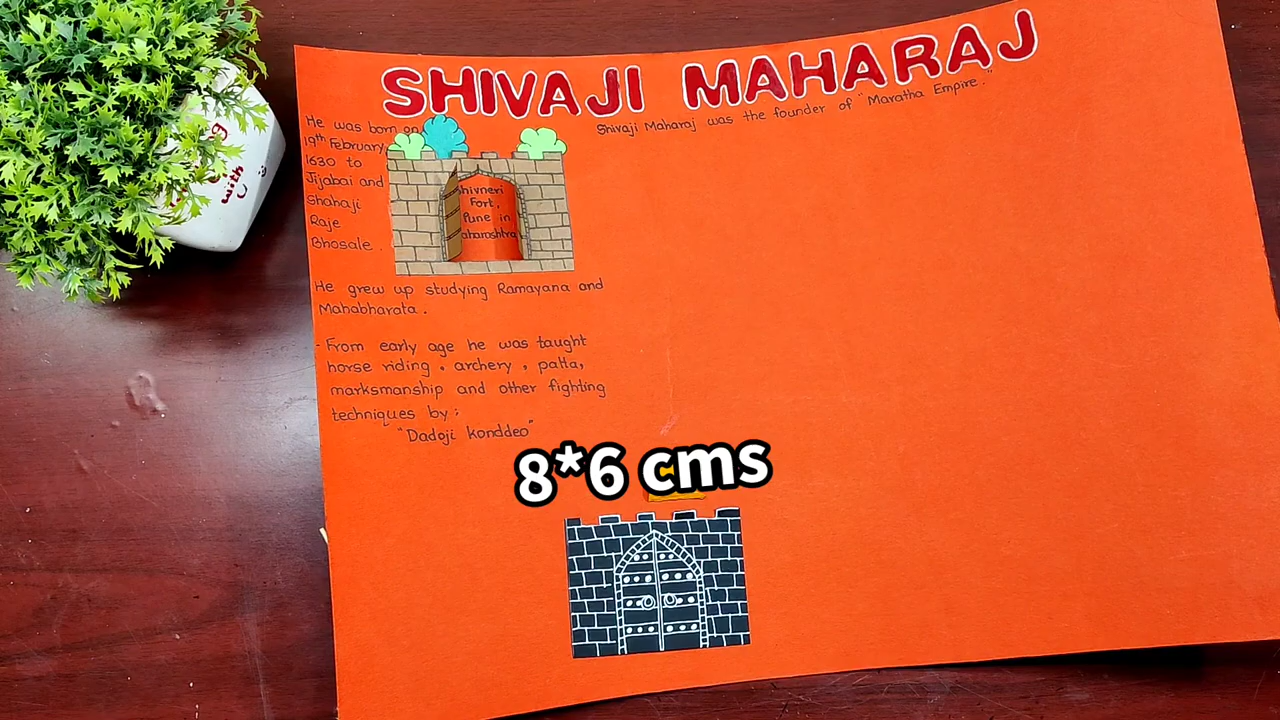 SHIVAJI MAHARAJ
Shivaji Maharaj was the founder of "Maratha Empire."
He was born on
19th February,
1630 to
Jijabai and
Shahaji
Raje
Bhosale.
Shivneri
Fort,
Pune in
Maharashtra
He grew up studying Ramayana and
Mahabharata.
- From early age he was taught
horse riding, archery, patta,
marksmanship and other fighting
techniques by:
"Dadoji konddeo"
8*6 cms
with